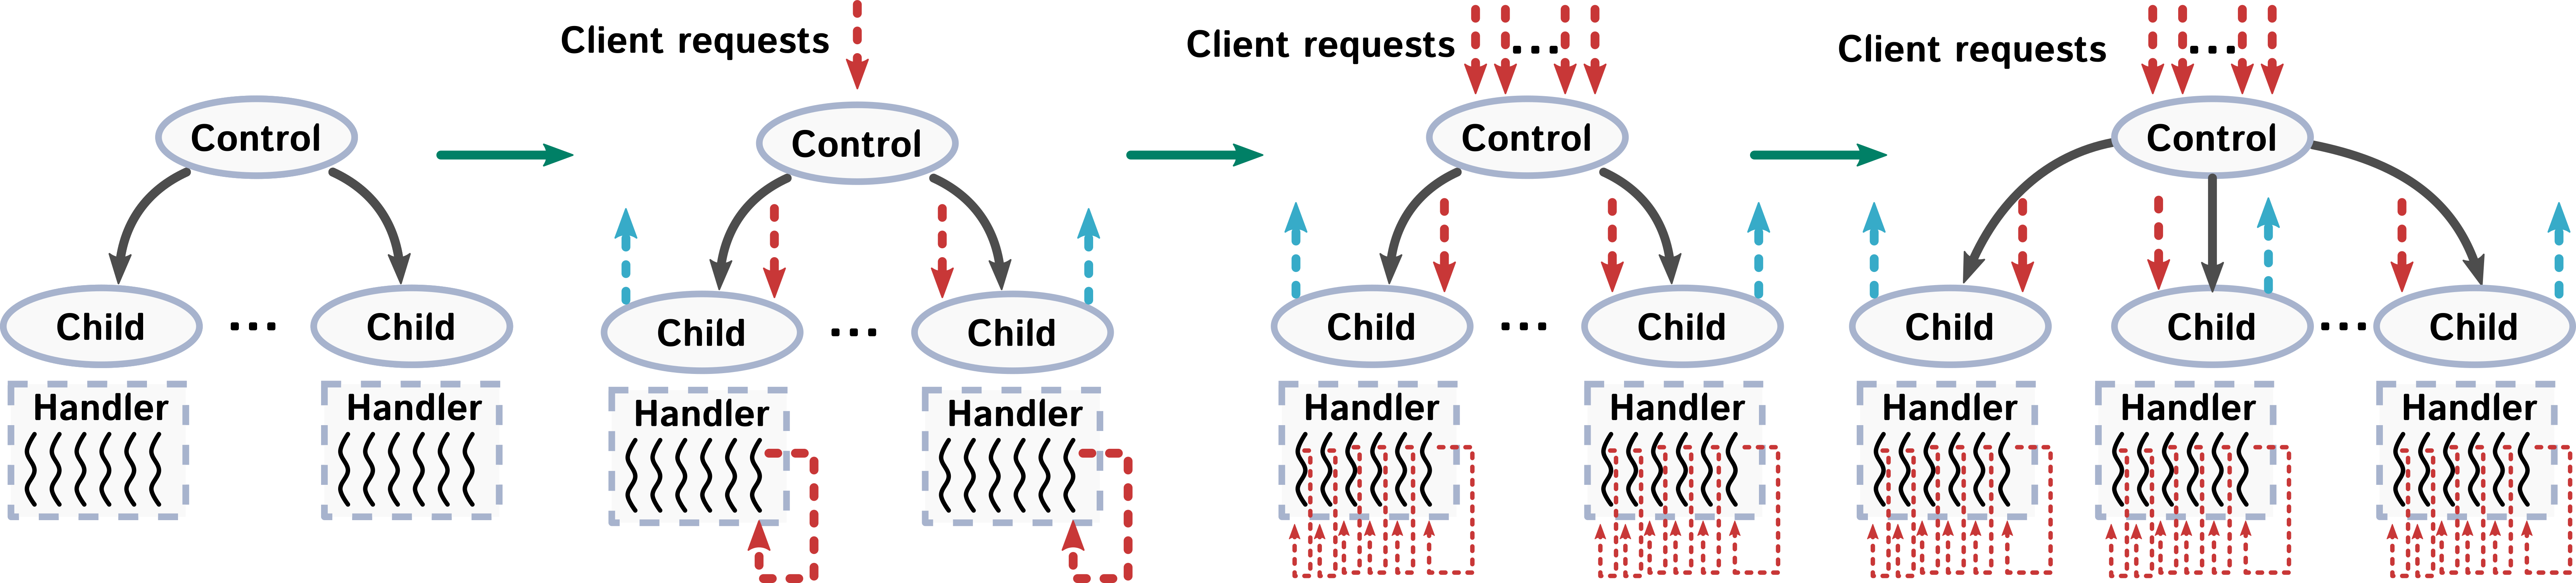 Control
Child ... Child
Handler Handler
Client requests
Control
Child ... Child
Handler Handler
Client requests ...
Control
Child ... Child
Handler Handler
Client requests ...
Control
Child Child ... Child
Handler Handler Handler